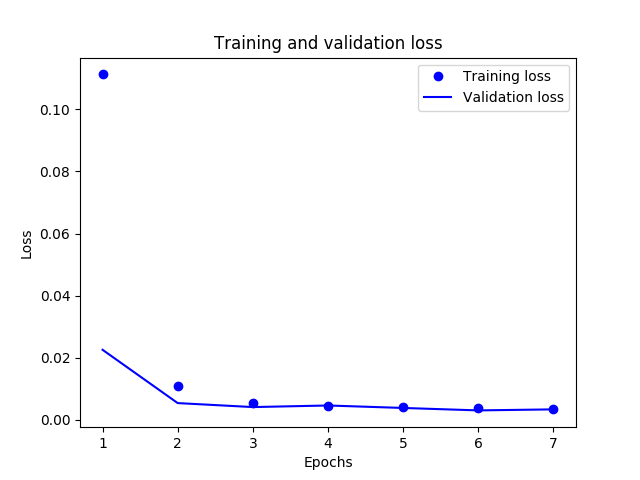 Training and validation loss
Training loss
Validation loss
0.10
0.08
0.06
0.04
0.02
0.00
Loss
1 2 3 4 5 6 7
Epochs